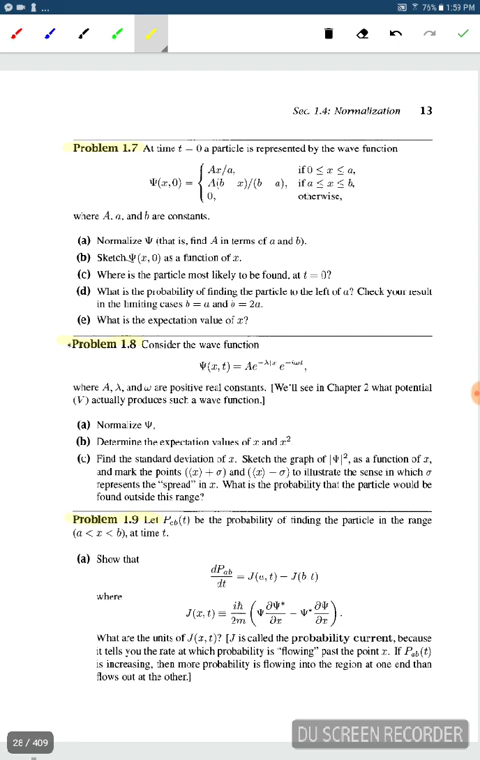 76% 1:59 PM
Sec. 1.4: Normalization 13
Problem 1.7 At time t = 0 a particle is represented by the wave function
Ψ(x, 0) = { Ax/a, if 0 ≤ x ≤ a,
A(b x)/(b a), if a ≤ x ≤ b,
0, otherwise,
where A, a, and b are constants.
(a) Normalize Ψ (that is, find A in terms of a and b).
(b) Sketch Ψ(x, 0) as a function of x.
(c) Where is the particle most likely to be found, at t = 0?
(d) What is the probability of finding the particle to the left of a? Check your result
in the limiting cases b = a and b = 2a.
(e) What is the expectation value of x?
*Problem 1.8 Consider the wave function
Ψ(x, t) = Ae^{−λ|x|} e^{−iωt},
where A, λ, and ω are positive real constants. [We'll see in Chapter 2 what potential
(V) actually produces such a wave function.]
(a) Normalize Ψ.
(b) Determine the expectation values of x and x²
(c) Find the standard deviation of x. Sketch the graph of |Ψ|², as a function of x,
and mark the points (⟨x⟩ + σ) and (⟨x⟩ − σ) to illustrate the sense in which σ
represents the "spread" in x. What is the probability that the particle would be
found outside this range?
Problem 1.9 Let P_{ab}(t) be the probability of finding the particle in the range
(a < x < b), at time t.
(a) Show that
dP_{ab}/dt = J(a, t) − J(b t)
where
J(x, t) ≡ iħ/2m (Ψ ∂Ψ*/∂x − Ψ* ∂Ψ/∂x).
What are the units of J(x, t)? [J is called the probability current, because
it tells you the rate at which probability is "flowing" past the point x. If P_{ab}(t)
is increasing, then more probability is flowing into the region at one end than
flows out at the other.]
28 / 409
DU SCREEN RECORDER